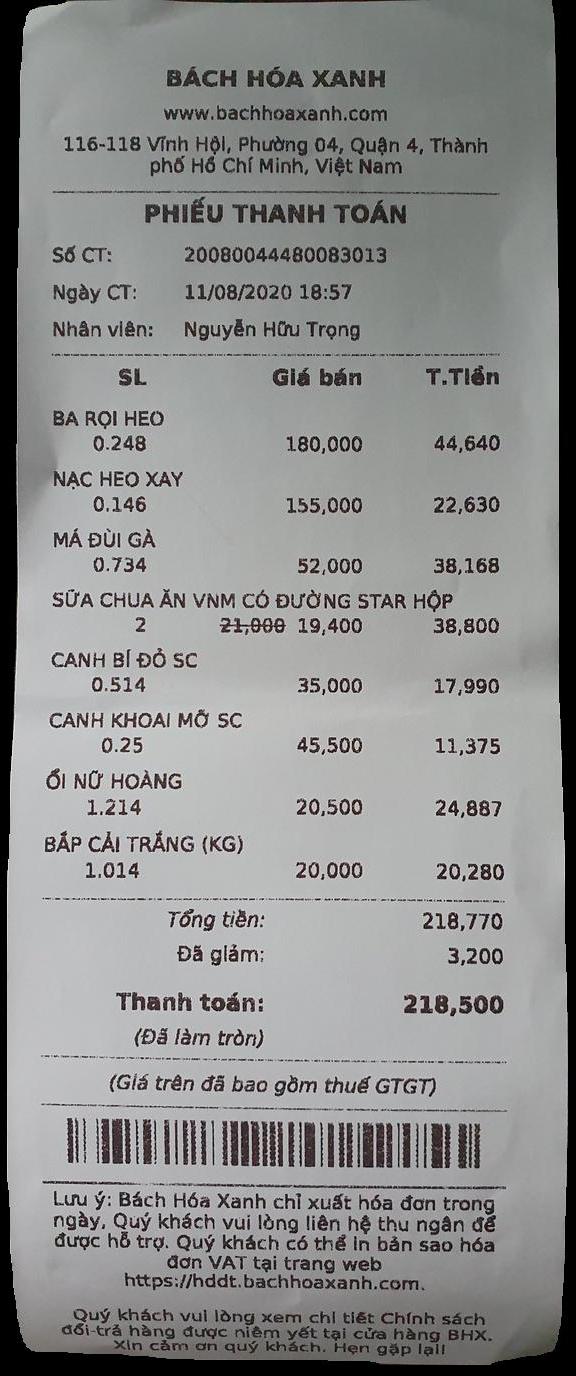 BÁCH HÓA XANH
www.bachhoaxanh.com
116-118 Vĩnh Hội, Phường 04, Quận 4, Thành
phố Hồ Chí Minh, Việt Nam
PHIẾU THANH TOÁN
Số CT: 20080044480083013
Ngày CT: 11/08/2020 18:57
Nhân viên: Nguyễn Hữu Trọng
SL Giá bán T.Tiền
BA RỌI HEO
0.248 180,000 44,640
NẠC HEO XAY
0.146 155,000 22,630
MÁ ĐÙI GÀ
0.734 52,000 38,168
SỮA CHUA ĂN VNM CÓ ĐƯỜNG STAR HỘP
2 21,000 19,400 38,800
CANH BÍ ĐỎ SC
0.514 35,000 17,990
CANH KHOAI MỠ SC
0.25 45,500 11,375
ỔI NỮ HOÀNG
1.214 20,500 24,887
BẮP CẢI TRẮNG (KG)
1.014 20,000 20,280
Tổng tiền: 218,770
Đã giảm: 3,200
Thanh toán: 218,500
(Đã làm tròn)
(Giá trên đã bao gồm thuế GTGT)
Lưu ý: Bách Hóa Xanh chỉ xuất hóa đơn trong
ngày, Quý khách vui lòng liên hệ thu ngân để
được hỗ trợ. Quý khách có thể in bản sao hóa
đơn VAT tại trang web
https://hddt.bachhoaxanh.com.
Quý khách vui lòng xem chi tiết Chính sách
đổi-trả hàng được niêm yết tại cửa hàng BHX.
Xin cảm ơn quý khách. Hẹn gặp lại!